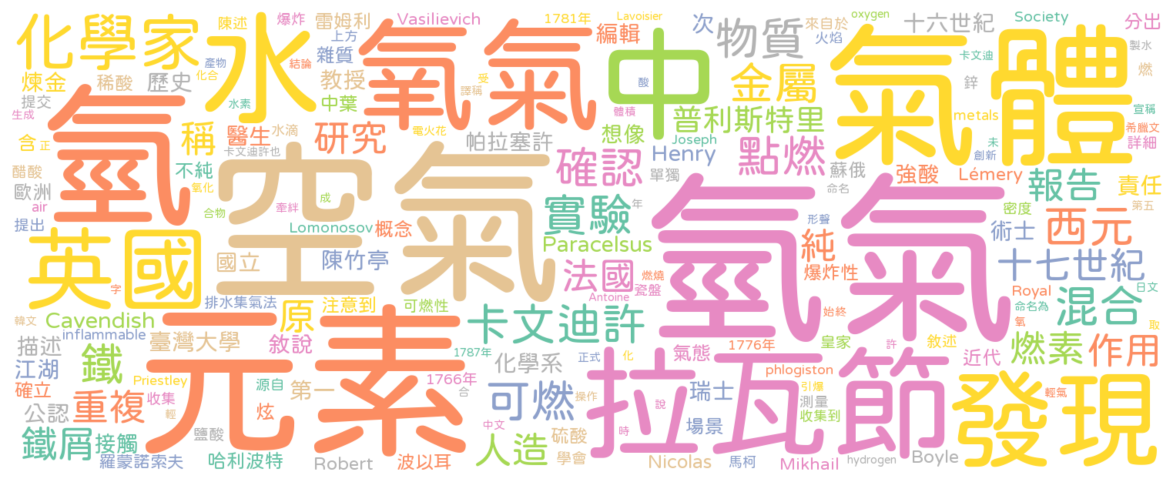 化學家
水
氧氣
中
氣體
氫
空氣
氫氣
英國
元素
拉瓦節
發現
陳述
爆炸
雷姆利
Vasilievich
1781年
Lavoisier
次
來自於
oxygen
十六世紀
Society
分出
上方
編輯
物質
火焰
卡文迪
製水
產物
雜質
煉金
稀酸
歷史
化合
結論
教授
受
酸
金屬
鋅
燃
提交
中葉
譯稱
體積
普利斯特里
metals
宣稱
生成
水素
含
正
稱
醫生
水滴
研究
電火花
想像
Joseph
未
希臘文
卡文迪許也
帕拉塞許
確認
Henry
點燃
創新
詳細
醋酸
不純
單獨
蘇俄
強酸
Lémery
報告
責任
歐洲
氧化
命名
air
合物
牽絆
成
實驗
年
形聲
密度
第五
提出
Lomonosov
概念
Paracelsus
純
術士
西元
國立
陳竹亭
法國
燃燒
爆炸性
十七世紀
字
排水集氣法
注意到
可燃性
Antoine
瓷盤
始終
Royal
命名為
日文
混合
韓文
Cavendish
原
卡文迪許
氫
取
inflammable
描述
臺灣大學
敘說
1787年
正式
化
氣態
1776年
皇家
許
敘述
近代
燃素
作用
江湖
鐵
化學系
確立
Priestley
收集
源自
第一
1766年
合
可燃
操作
瑞士
phlogiston
引爆
輕氣
公認
重複
輕
炫
說
測量
收集到
鐵屑
接觸
鹽酸
中文
硫酸
時
場景
羅蒙諾索夫
哈利波特
Robert
波以耳
人造
學會
Nicolas
馬柯
Mikhail
hydrogen
Boyle